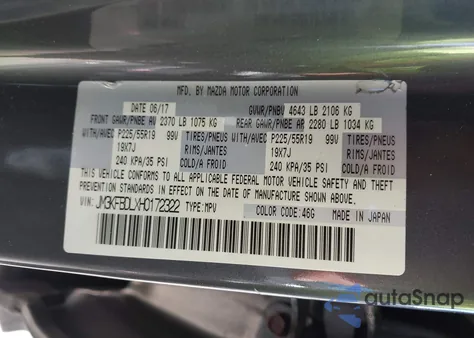 MFD. BY MAZDA MOTOR CORPORATION
DATE 06/17 GVWR/PNBV 4643 LB 2106 KG
FRONT GAWR/PNBE AV 2370 LB 1075 KG REAR GAWR/PNBE AR 2280 LB 1034 KG
WITH/AVEC P225/55R19 99V TIRES/PNEUS WITH/AVEC P225/55R19 99V TIRES/PNEUS
19X7J RIMS/JANTES 19X7J RIMS/JANTES
240 KPA/35 PSI COLD/A FROID 240 KPA/35 PSI COLD/A FROID
THIS VEHICLE CONFORMS TO ALL APPLICABLE FEDERAL MOTOR VEHICLE SAFETY AND
THEFT PREVENTION STANDARDS IN EFFECT ON THE DATE OF MANUFACTURE SHOWN ABOVE.
JM3KFBDLXH0172322 TYPE:MPV COLOR CODE:46G MADE IN JAPAN
autaSnap